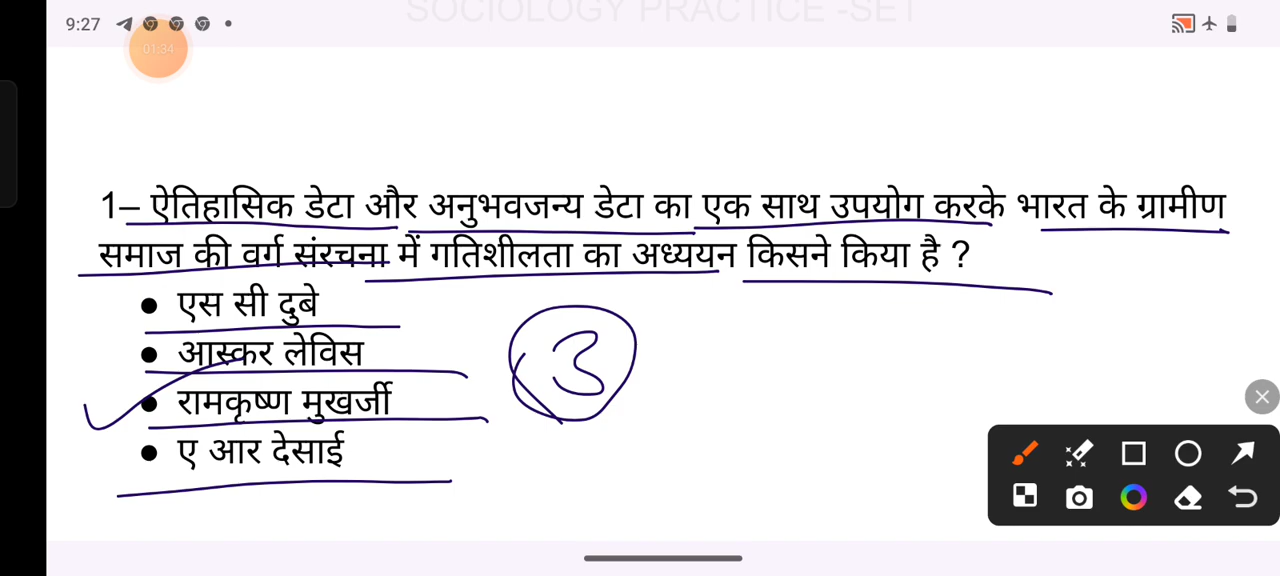 SOCIOLOGY PRACTICE -SET
9:27
01:34
1– ऐतिहासिक डेटा और अनुभवजन्य डेटा का एक साथ उपयोग करके भारत के ग्रामीण
समाज की वर्ग संरचना में गतिशीलता का अध्ययन किसने किया है ?
● एस सी दुबे
● आस्कर लेविस
● रामकृष्ण मुखर्जी
● ए आर देसाई
3